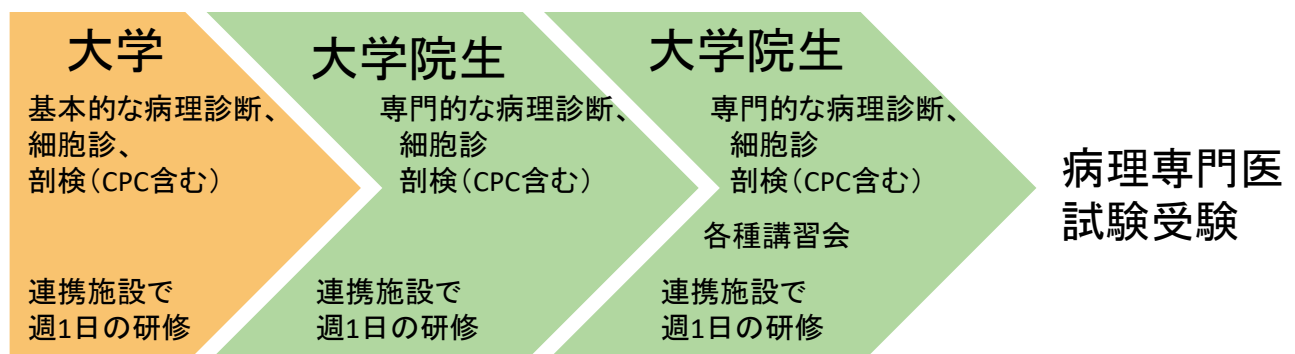 大学
基本的な病理診断、
細胞診、
剖検（CPC含む）
連携施設で
週1日の研修
大学院生
専門的な病理診断、
細胞診
剖検（CPC含む）
連携施設で
週1日の研修
大学院生
専門的な病理診断、
細胞診
剖検（CPC含む）
各種講習会
連携施設で
週1日の研修
病理専門医
試験受験